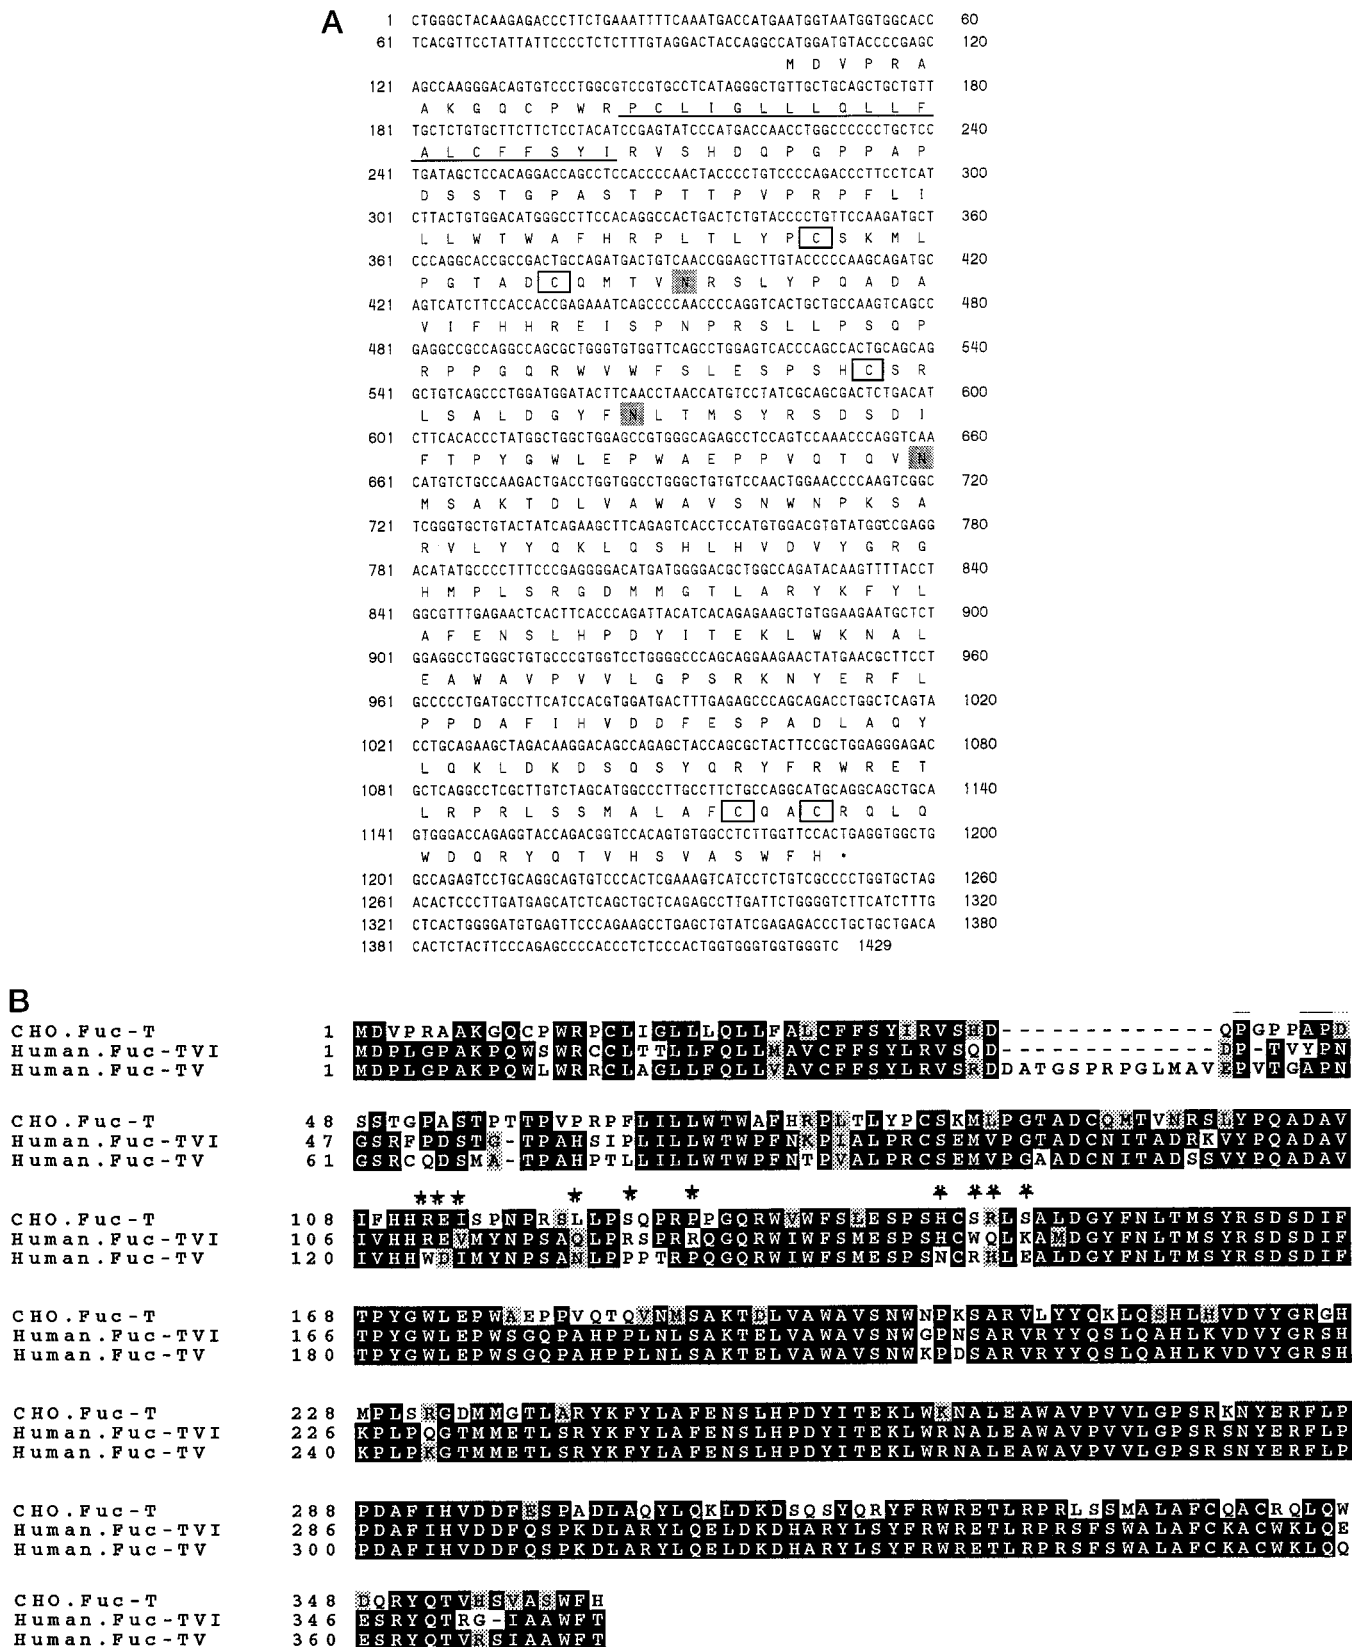 A
1 CTGGGCTACAAGAGACCCTTCTGAAATTTTCAAATGACCATGAATGGTAATGGTGGCACC 60
61 TCACGTTCCTATTATTCCCCTCTCTTTGTAGGACTACCAGGCCATGGATGTACCCCGAGC 120
M D V P R A
121 AGCCAAGGGACAGTGTCCCTGGCGTCCGTGCCTCATAGGGCTGTTGCTGCAGCTGCTGTT 180
A K G Q C P W R P C L I G L L L Q L L F
181 TGCTCTGTGCTTCTTCTCCTACATCCGAGTATCCCATGACCAACCTGGCCCCCCTGCTCC 240
A L C F F S Y I R V S H D Q P G P P A P
241 TGATAGCTCCACAGGACCAGCCTCCACCCCAACTACCCCTGTCCCCAGACCCTTCCTCAT 300
D S S T G P A S T P T T P V P R P F L I
301 CTTACTGTGGACATGGGCCTTCCACAGGCCACTGACTCTGTACCCCTGTTCCAAGATGCT 360
L L W T W A F H R P L T L Y P C S K M L
361 CCCAGGCACCGCCGACTGCCAGATGACTGTCAACCGGAGCTTGTACCCCCAAGCAGATGC 420
P G T A D C Q M T V N R S L Y P Q A D A
421 AGTCATCTTCCACCACCGAGAAATCAGCCCCAACCCCAGGTCACTGCTGCCAAGTCAGCC 480
V I F H H R E I S P N P R S L L P S Q P
481 GAGGCCGCCAGGCCAGCGCTGGGTGTGGTTCAGCCTGGAGTCACCCAGCCACTGCAGCAG 540
R P P G Q R W V W F S L E S P S H C S R
541 GCTGTCAGCCCTGGATGGATACTTCAACCTAACCATGTCCTATCGCAGCGACTCTGACAT 600
L S A L D G Y F N L T M S Y R S D S D I
601 CTTCACACCCTATGGCTGGCTGGAGCCGTGGGCAGAGCCTCCAGTCCAAACCCAGGTCAA 660
F T P Y G W L E P W A E P P V Q T Q V N
661 CATGTCTGCCAAGACTGACCTGGTGGCCTGGGCTGTGTCCAACTGGAACCCCAAGTCGGC 720
M S A K T D L V A W A V S N W N P K S A
721 TCGGGTGCTGTACTATCAGAAGCTTCAGAGTCACCTCCATGTGGACGTGTATGGCCGAGG 780
R V L Y Y Q K L Q S H L H V D V Y G R G
781 ACATATGCCCCTTTCCCGAGGGGACATGATGGGGACGCTGGCCAGATACAAGTTTTACCT 840
H M P L S R G D M M G T L A R Y K F Y L
841 GGCGTTTGAGAACTCACTTCACCCAGATTACATCACAGAGAAGCTGTGGAAGAATGCTCT 900
A F E N S L H P D Y I T E K L W K N A L
901 GGAGGCCTGGGCTGTGCCCGTGGTCCTGGGGCCCAGCAGGAAGAACTATGAACGCTTCCT 960
E A W A V P V V L G P S R K N Y E R F L
961 GCCCCCTGATGCCTTCATCCACGTGGATGACTTTGAGAGCCCAGCAGACCTGGCTCAGTA 1020
P P D A F I H V D D F E S P A D L A Q Y
1021 CCTGCAGAAGCTAGACAAGGACAGCCAGAGCTACCAGCGCTACTTCCGCTGGAGGGAGAC 1080
L Q K L D K D S Q S Y Q R Y F R W R E T
1081 GCTCAGGCCTCGCTTGTCTAGCATGGCCCTTGCCTTCTGCCAGGCATGCAGGCAGCTGCA 1140
L R P R L S S M A L A F C Q A C R Q L Q
1141 GTGGGACCAGAGGTACCAGACGGTCCACAGTGTGGCCTCTTGGTTCCACTGAGGTGGCTG 1200
W D Q R Y Q T V H S V A S W F H •
1201 GCCAGAGTCCTGCAGGCAGTGTCCCACTCGAAAGTCATCCTCTGTCGCCCCTGGTGCTAG 1260
1261 ACACTCCCTTGATGAGCATCTCAGCTGCTCAGAGCCTTGATTCTGGGGTCTTCATCTTTG 1320
1321 CTCACTGGGGATGTGAGTTCCCAGAAGCCTGAGCTGTATCGAGAGACCCTGCTGCTGACA 1380
1381 CACTCTACTTCCCAGAGCCCCACCCTCTCCCACTGGTGGGTGGTGGGTC 1429
B
CHO.Fuc-T 1 MDVPRAAKGQCPWRPCLIGLLLQLLFALCFFSYIRVSHD--------------QPGPPAPD
Human.Fuc-TVI 1 MDPLGPAKPQWSWRCCLTTLLFQLLMAVCFFSYLRVSQD--------------DP-TVYPN
Human.Fuc-TV 1 MDPLGPAKPQWLWRRCLAGLLFQLLVAVCFFSYLRVSRDDATGSPRPGLMAVEPVTGAPN
CHO.Fuc-T 48 SSTGPASTPTTPVPRPFLILLWTWAFHRPLTLYPCSKMLPGTADCQMTVNRSLYPQADAV
Human.Fuc-TVI 47 GSRFPDSTG-TPAHSIPLILLWTWPFNKPIALPRCSEMVPGTADCNITADRKVYPQADAV
Human.Fuc-TV 61 GSRCQDSMA-TPAHPTLLILLWTWPFNTPVALPRCSEMVPGAADCNITADSSVYPQADAV
* * * * * * * * * *
CHO.Fuc-T 108 IFHHREISPNPRSLLPSQPRPPGQRWVWFSLESPSHCSRLSALDGYFNLTMSYRSDSDIF
Human.Fuc-TVI 106 IVHHREVMYNPSAQLPRSPRRQGQRWIWFSMESPSHCWQLKAMDGYFNLTMSYRSDSDIF
Human.Fuc-TV 120 IVHHWDIMYNPSANLPPPTRPQGQRWIWFSMESPSNCRHLEALDGYFNLTMSYRSDSDIF
CHO.Fuc-T 168 TPYGWLEPWAEPPVQTQVNMSAKTDLVAWAVSNWNPKSARVLYYQKLQSHLHVDVYGRGH
Human.Fuc-TVI 166 TPYGWLEPWSGQPAHPPLNLSAKTELVAWAVSNWGPNSARVRYYQSLQAHLKVDVYGRSH
Human.Fuc-TV 180 TPYGWLEPWSGQPAHPPLNLSAKTELVAWAVSNWKPDSARVRYYQSLQAHLKVDVYGRSH
CHO.Fuc-T 228 MPLSRGDMMGTLARYKFYLAFENSLHPDYITEKLWKNALEAWAVPVVLGPSRKNYERFLP
Human.Fuc-TVI 226 KPLPQGTMMETLSRYKFYLAFENSLHPDYITEKLWRNALEAWAVPVVLGPSRSNYERFLP
Human.Fuc-TV 240 KPLPKGTMMETLSRYKFYLAFENSLHPDYITEKLWRNALEAWAVPVVLGPSRSNYERFLP
CHO.Fuc-T 288 PDAFIHVDDFESPADLAQYLQKLDKDSQSYQRYFRWRETLRPRLSSMALAFCQACRQLQW
Human.Fuc-TVI 286 PDAFIHVDDFQSPKDLARYLQELDKDHARYLSYFRWRETLRPRSFSWALAFCKACWKLQE
Human.Fuc-TV 300 PDAFIHVDDFQSPKDLARYLQELDKDHARYLSYFRWRETLRPRSFSWALAFCKACWKLQQ
CHO.Fuc-T 348 DQRYQTVHSVASWFH
Human.Fuc-TVI 346 ESRYQTRG-IAAWFT
Human.Fuc-TV 360 ESRYQTVRSIAAWFT